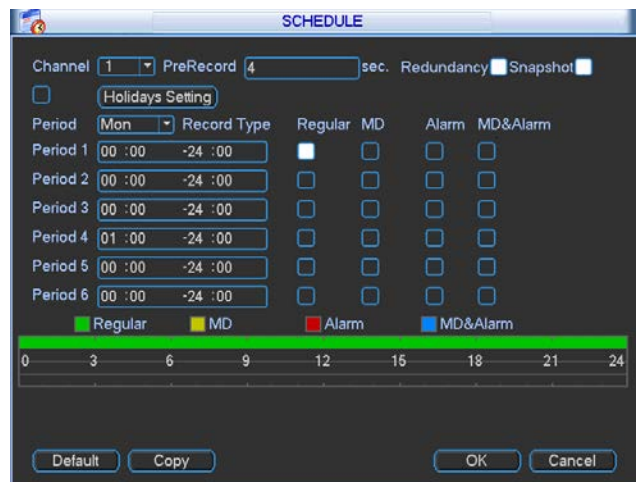 SCHEDULE
Channel 1 PreRecord 4 sec. Redundancy Snapshot
Holidays Setting
Period Mon Record Type Regular MD Alarm MD&Alarm
Period 1 00 :00 -24 :00
Period 2 00 :00 -24 :00
Period 3 00 :00 -24 :00
Period 4 01 :00 -24 :00
Period 5 00 :00 -24 :00
Period 6 00 :00 -24 :00
Regular MD Alarm MD&Alarm
0 3 6 9 12 15 18 21 24
Default Copy OK Cancel